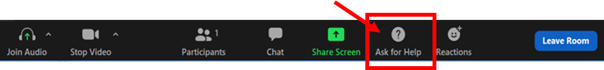 1
Join Audio Stop Video Participants Chat Share Screen Ask for Help Reactions Leave Room